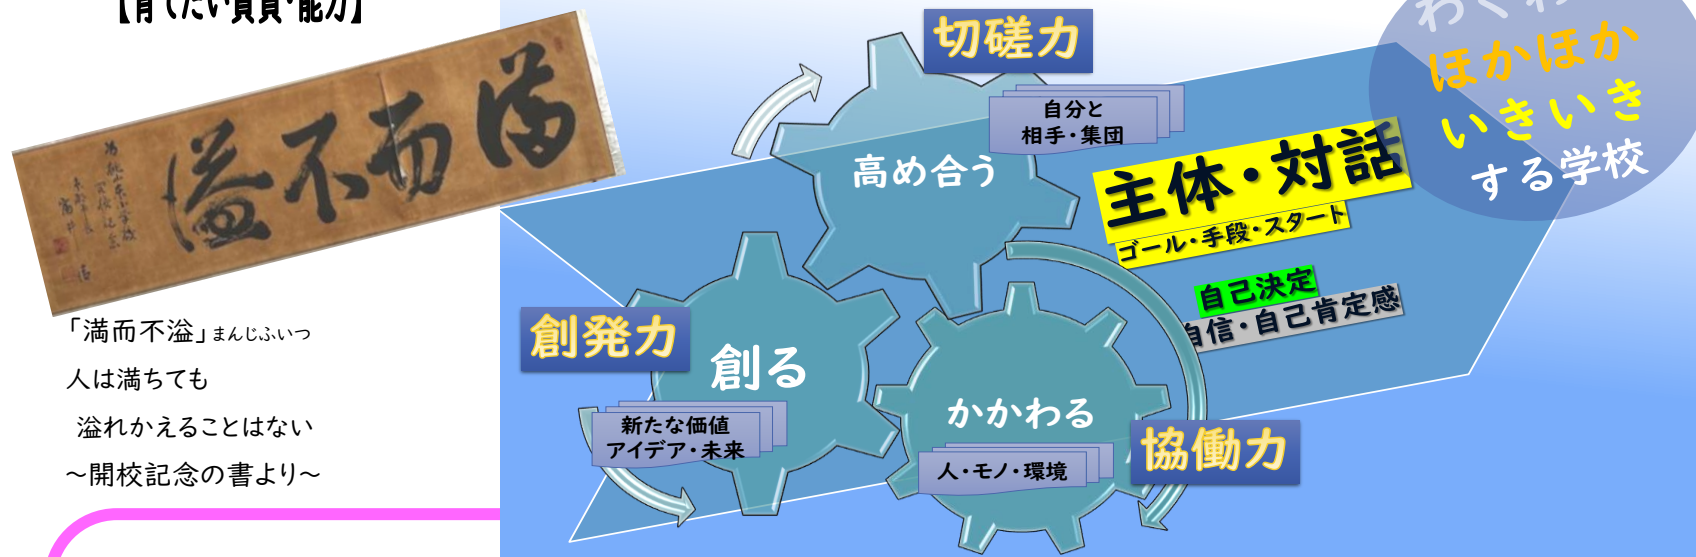 【育てたい資質・能力】
満而不溢
「満而不溢」まんじふいつ
人は満ちても
溢れかえることはない
～開校記念の書より～
切磋力
自分と
相手・集団
高め合う
創発力
創る
新たな価値
アイデア・未来
かかわる
人・モノ・環境
協働力
主体・対話
ゴール・手段・スタート
自己決定
自信・自己肯定感
わくわく
ほかほか
いきいき
する学校